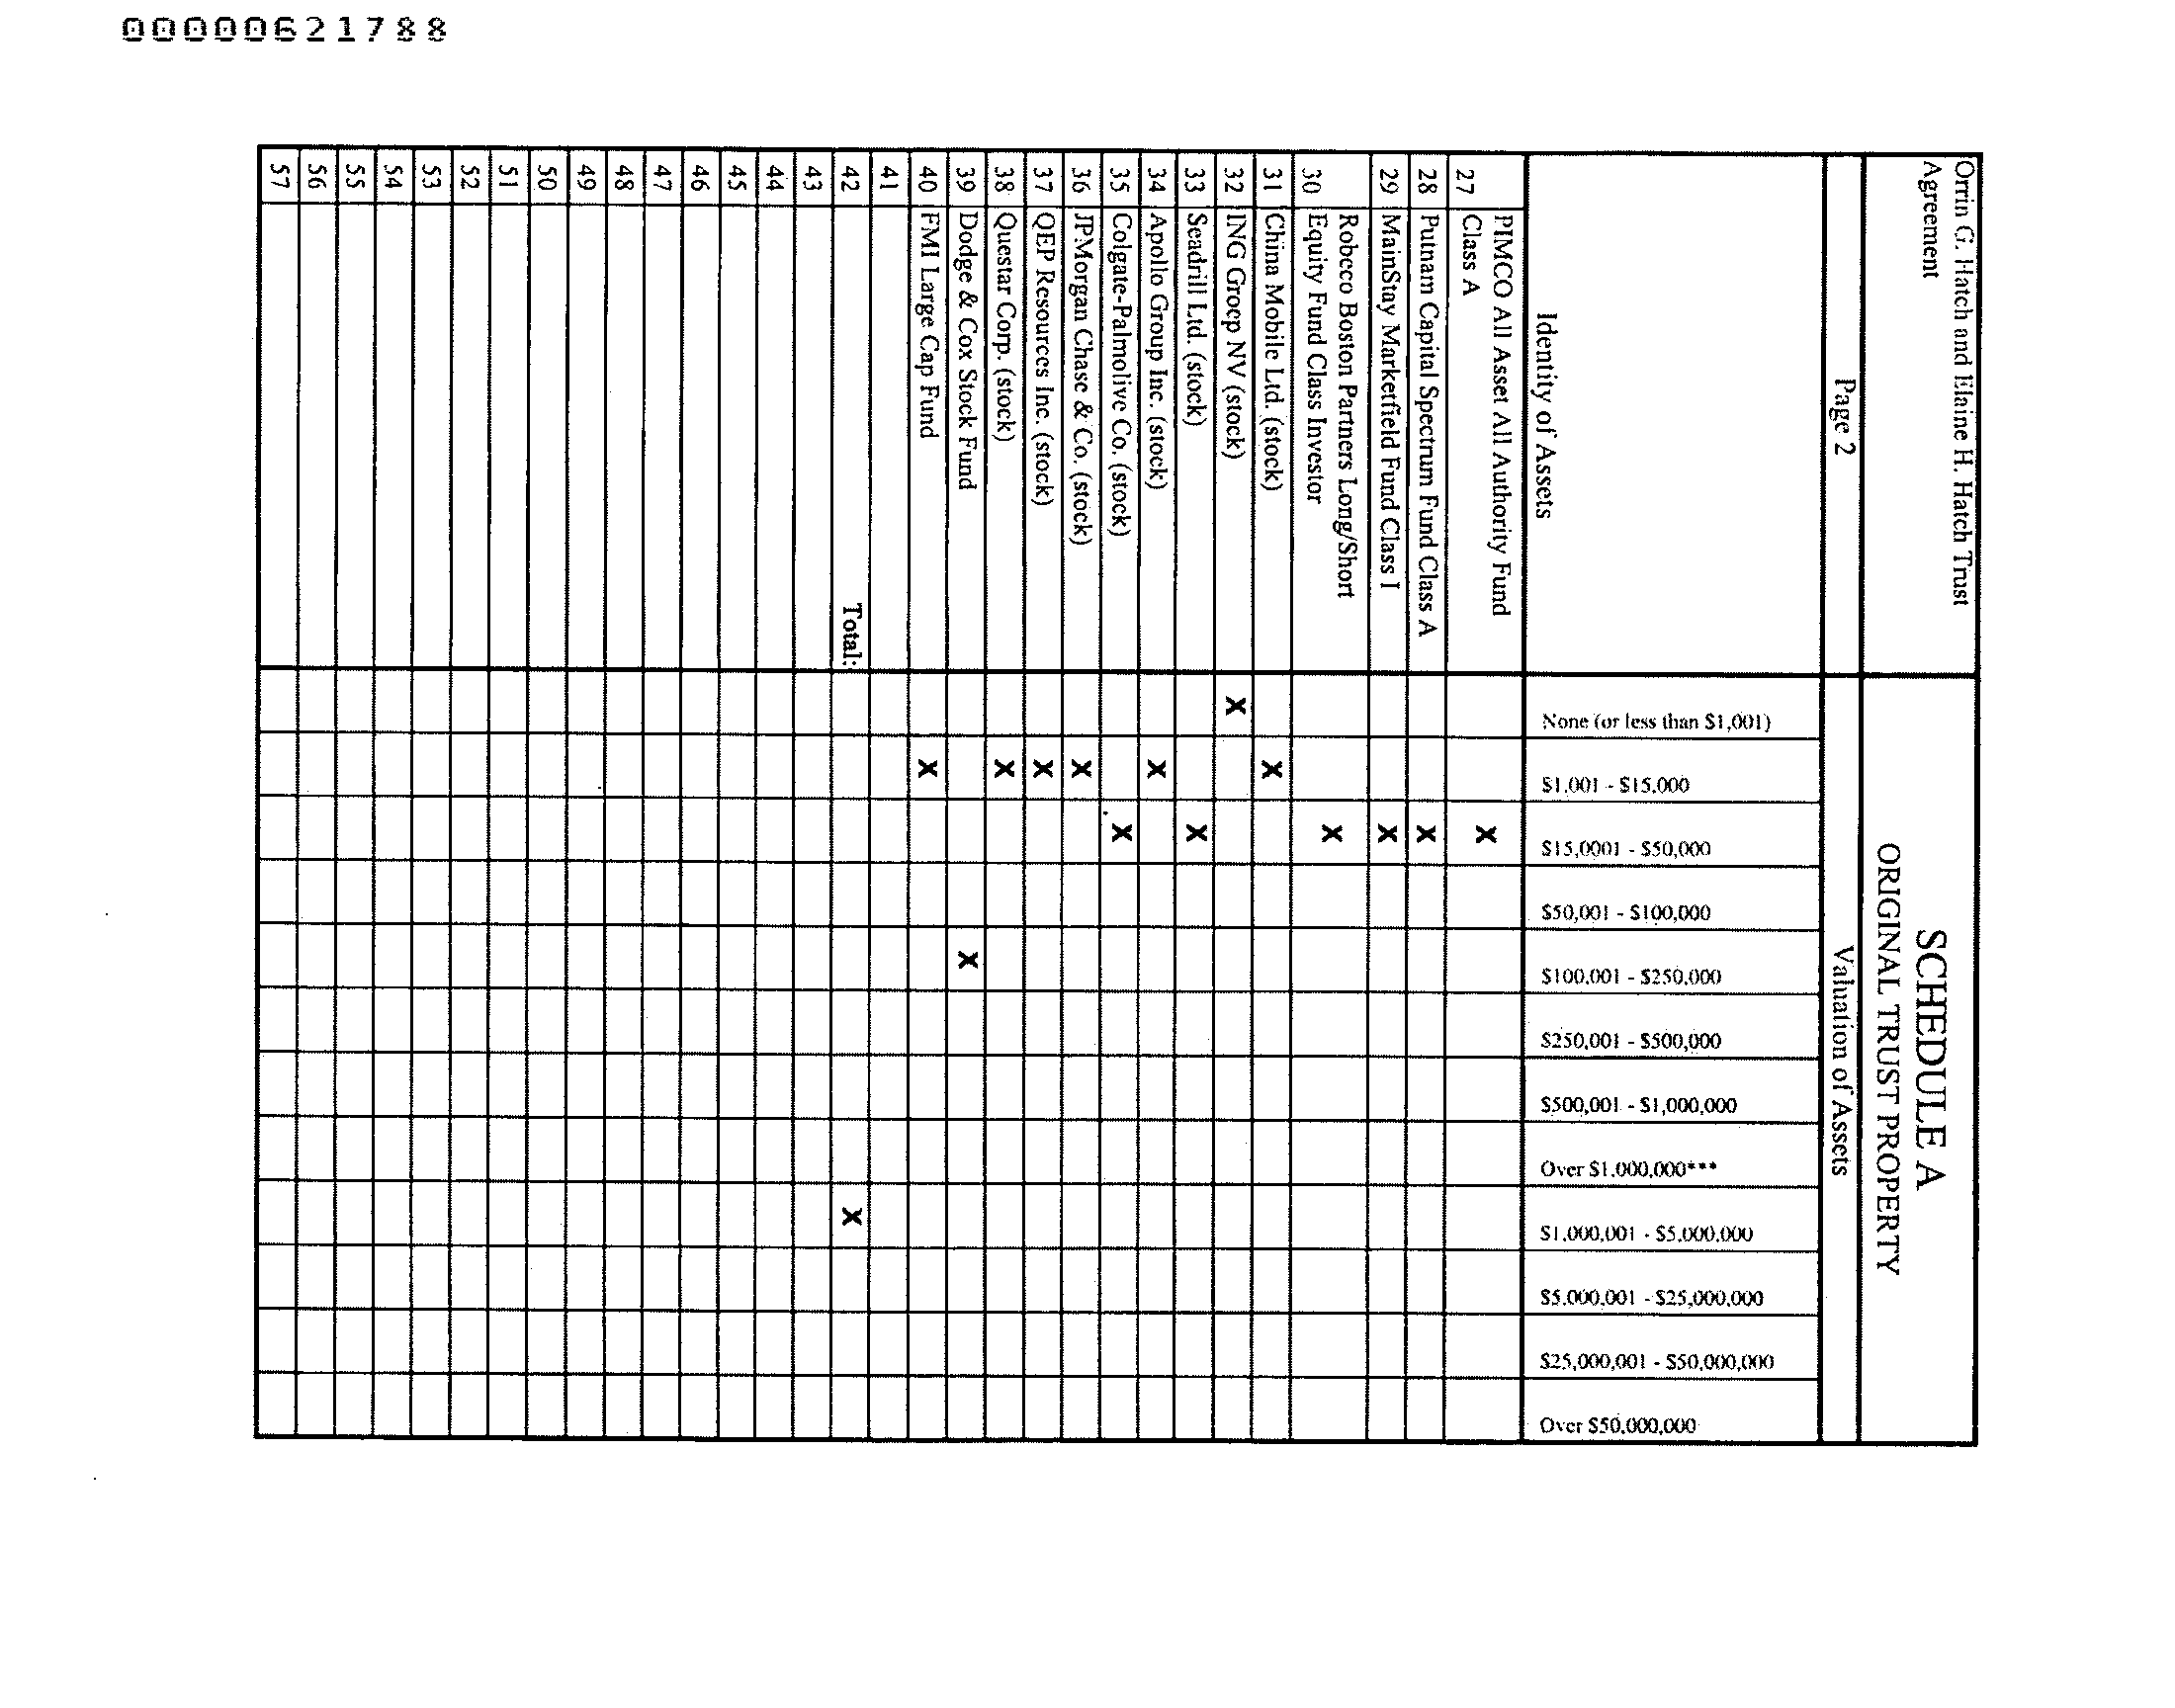 00000621788
Orrin G. Hatch and Elaine H. Hatch Trust
Agreement
SCHEDULE A
ORIGINAL TRUST PROPERTY
Page 2
Valuation of Assets
Identity of Assets
None (or less than $1,001)
$1,001 - $15,000
$15,0001 - $50,000
$50,001 - $100,000
$100,001 - $250,000
$250,001 - $500,000
$500,001 - $1,000,000
Over $1,000,000***
$1,000,001 - $5,000,000
$5,000,001 - $25,000,000
$25,000,001 - $50,000,000
Over $50,000,000
PIMCO All Asset All Authority Fund
27 Class A X
28 Putnam Capital Spectrum Fund Class A X
29 MainStay Marketfield Fund Class I X
Robeco Boston Partners Long/Short
30 Equity Fund Class Investor X
31 China Mobile Ltd. (stock) X
32 ING Groep NV (stock) X
33 Seadrill Ltd. (stock) X
34 Apollo Group Inc. (stock) X
35 Colgate-Palmolive Co. (stock) X
36 JPMorgan Chase & Co. (stock) X
37 QEP Resources Inc. (stock) X
38 Questar Corp. (stock) X
39 Dodge & Cox Stock Fund X
40 FMI Large Cap Fund X
41
42 Total: X
43
44
45
46
47
48
49
50
51
52
53
54
55
56
57